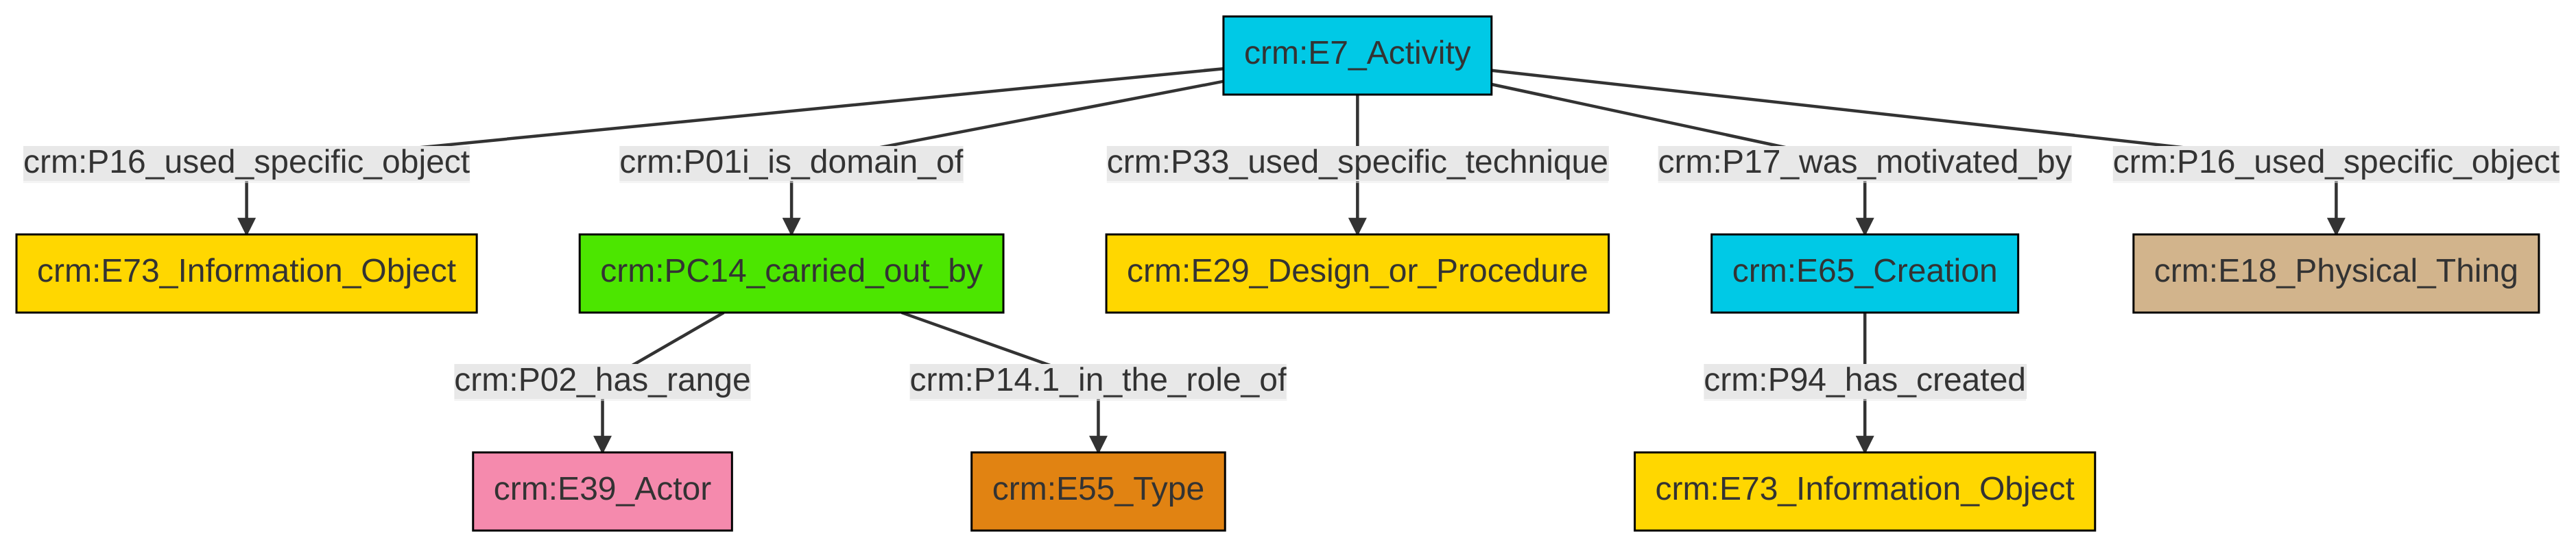 crm:E7_Activity
crm:P16_used_specific_object
crm:P01i_is_domain_of
crm:P33_used_specific_technique
crm:P17_was_motivated_by
crm:P16_used_specific_object
crm:E73_Information_Object
crm:PC14_carried_out_by
crm:E29_Design_or_Procedure
crm:E65_Creation
crm:E18_Physical_Thing
crm:P02_has_range
crm:P14.1_in_the_role_of
crm:P94_has_created
crm:E39_Actor
crm:E55_Type
crm:E73_Information_Object